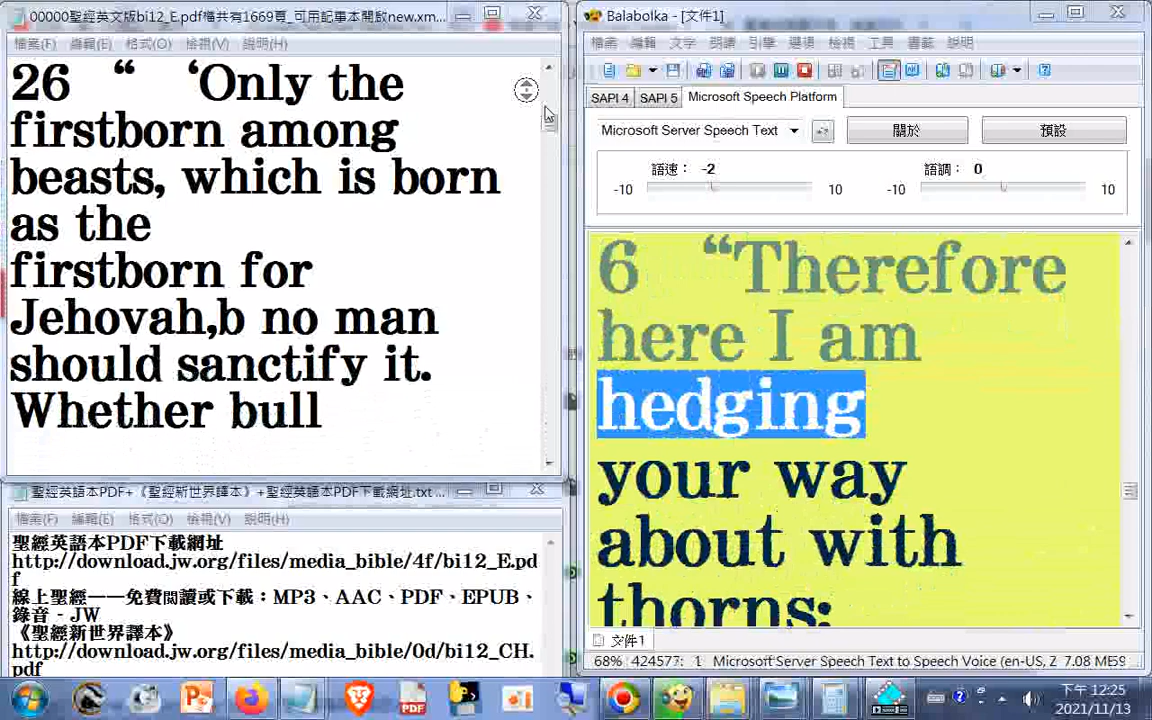 00000聖經英文版bi12_E.pdf檔共有1669頁_可用記事本開啟new.xm...
檔案(F) 編輯(E) 格式(O) 檢視(V) 說明(H)
26 “ ‘Only the
firstborn among
beasts, which is born
as the
firstborn for
Jehovah,b no man
should sanctify it.
Whether bull
聖經英語本PDF+《聖經新世界譯本》+聖經英語本PDF下載網址.txt ...
檔案(F) 編輯(E) 格式(O) 檢視(V) 說明(H)
聖經英語本PDF下載網址
http://download.jw.org/files/media_bible/4f/bi12_E.pd
f
線上聖經——免費閱讀或下載：MP3、AAC、PDF、EPUB、
錄音 - JW
《聖經新世界譯本》
http://download.jw.org/files/media_bible/0d/bi12_CH.
pdf
Balabolka - [文件1]
檔案 編輯 文字 朗讀 引擎 選項 檢視 工具 書籤 說明
SAPI 4 SAPI 5 Microsoft Speech Platform
Microsoft Server Speech Text 關於 預設
語速： -2 語調： 0
-10 10 -10 10
6 “Therefore
here I am
hedging
your way
about with
thorns;
文件1
68% 424577: 1 Microsoft Server Speech Text to Speech Voice (en-US, Z 7.08 ME59
下午 12:25
2021/11/13